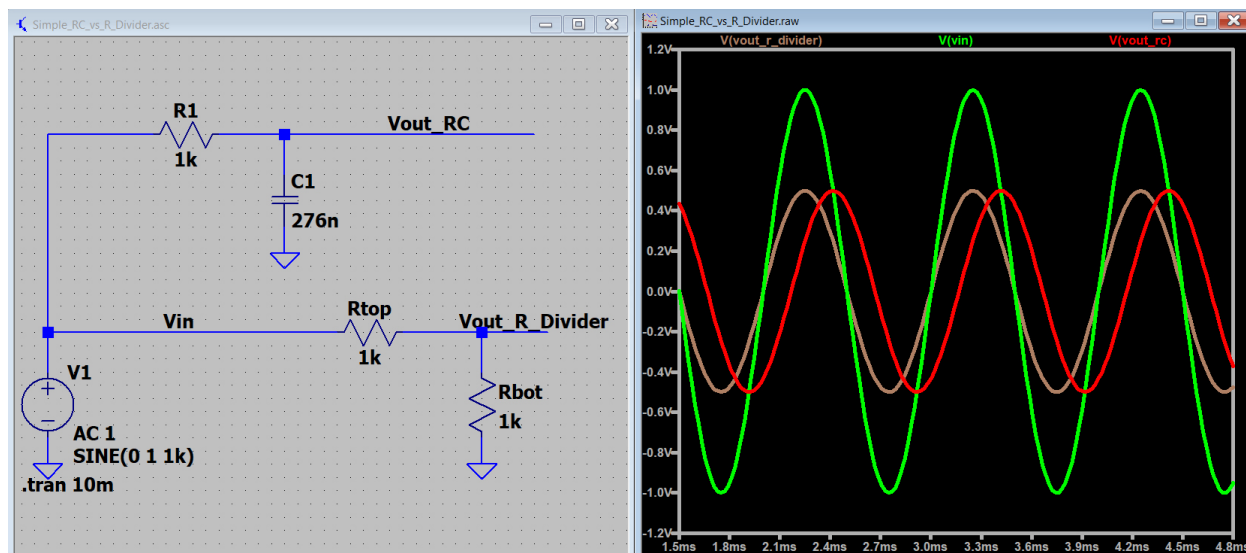 Simple_RC_vs_R_Divider.asc
R1
1k
Vout_RC
C1
276n
Vin
Rtop
1k
Vout_R_Divider
V1
Rbot
1k
AC 1
SINE(0 1 1k)
.tran 10m
Simple_RC_vs_R_Divider.raw
V(vout_r_divider) V(vin) V(vout_rc)
1.2V
1.0V
0.8V
0.6V
0.4V
0.2V
0.0V
-0.2V
-0.4V
-0.6V
-0.8V
-1.0V
-1.2V
1.5ms 1.8ms 2.1ms 2.4ms 2.7ms 3.0ms 3.3ms 3.6ms 3.9ms 4.2ms 4.5ms 4.8ms